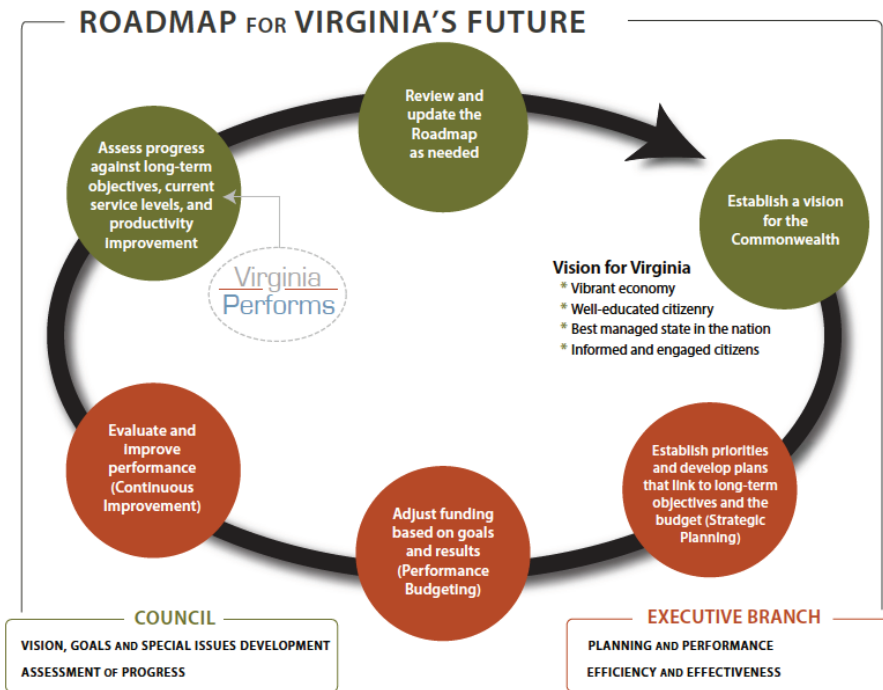 ROADMAP FOR VIRGINIA'S FUTURE
Review and
update the
Roadmap
as needed
Assess progress
against long-term
objectives, current
service levels, and
productivity
improvement
Establish a vision
for the
Commonwealth
Virginia
Performs
Vision for Virginia
* Vibrant economy
* Well-educated citizenry
* Best managed state in the nation
* Informed and engaged citizens
Evaluate and
improve
performance
(Continuous
Improvement)
Adjust funding
based on goals
and results
(Performance
Budgeting)
Establish priorities
and develop plans
that link to long-term
objectives and the
budget (Strategic
Planning)
COUNCIL
VISION, GOALS AND SPECIAL ISSUES DEVELOPMENT
ASSESSMENT OF PROGRESS
EXECUTIVE BRANCH
PLANNING AND PERFORMANCE
EFFICIENCY AND EFFECTIVENESS